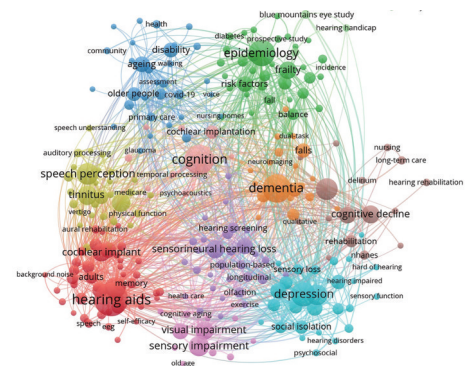 blue mountains eye study
health
hearing handicap
diabetes
prospective study
community
disability
epidemiology
ageing
walking
frailty
incidence
assessment
risk factors
older people
covid-19
voice
fall
primary care
nursing homes
balance
speech understanding
cochlear implantation
dual-task
auditory processing
glaucoma
cognition
neuroimaging
falls
nursing
long-term care
speech perception
temporal processing
delirium
hearing rehabilitation
tinnitus
medicare
psychoacoustics
dementia
vertigo
physical function
qualitative
cognitive decline
aural rehabilitation
hearing screening
cochlear implant
sensorineural hearing loss
rehabilitation
nhanes
background noise
adults
population-based
sensory loss
hard of hearing
memory
longitudinal
hearing impaired
hearing aids
health care
olfaction
depression
sensory function
exercise
speech
eeg
self-efficacy
cognitive aging
visual impairment
social isolation
sensory impairment
hearing disorders
psychosocial
old age